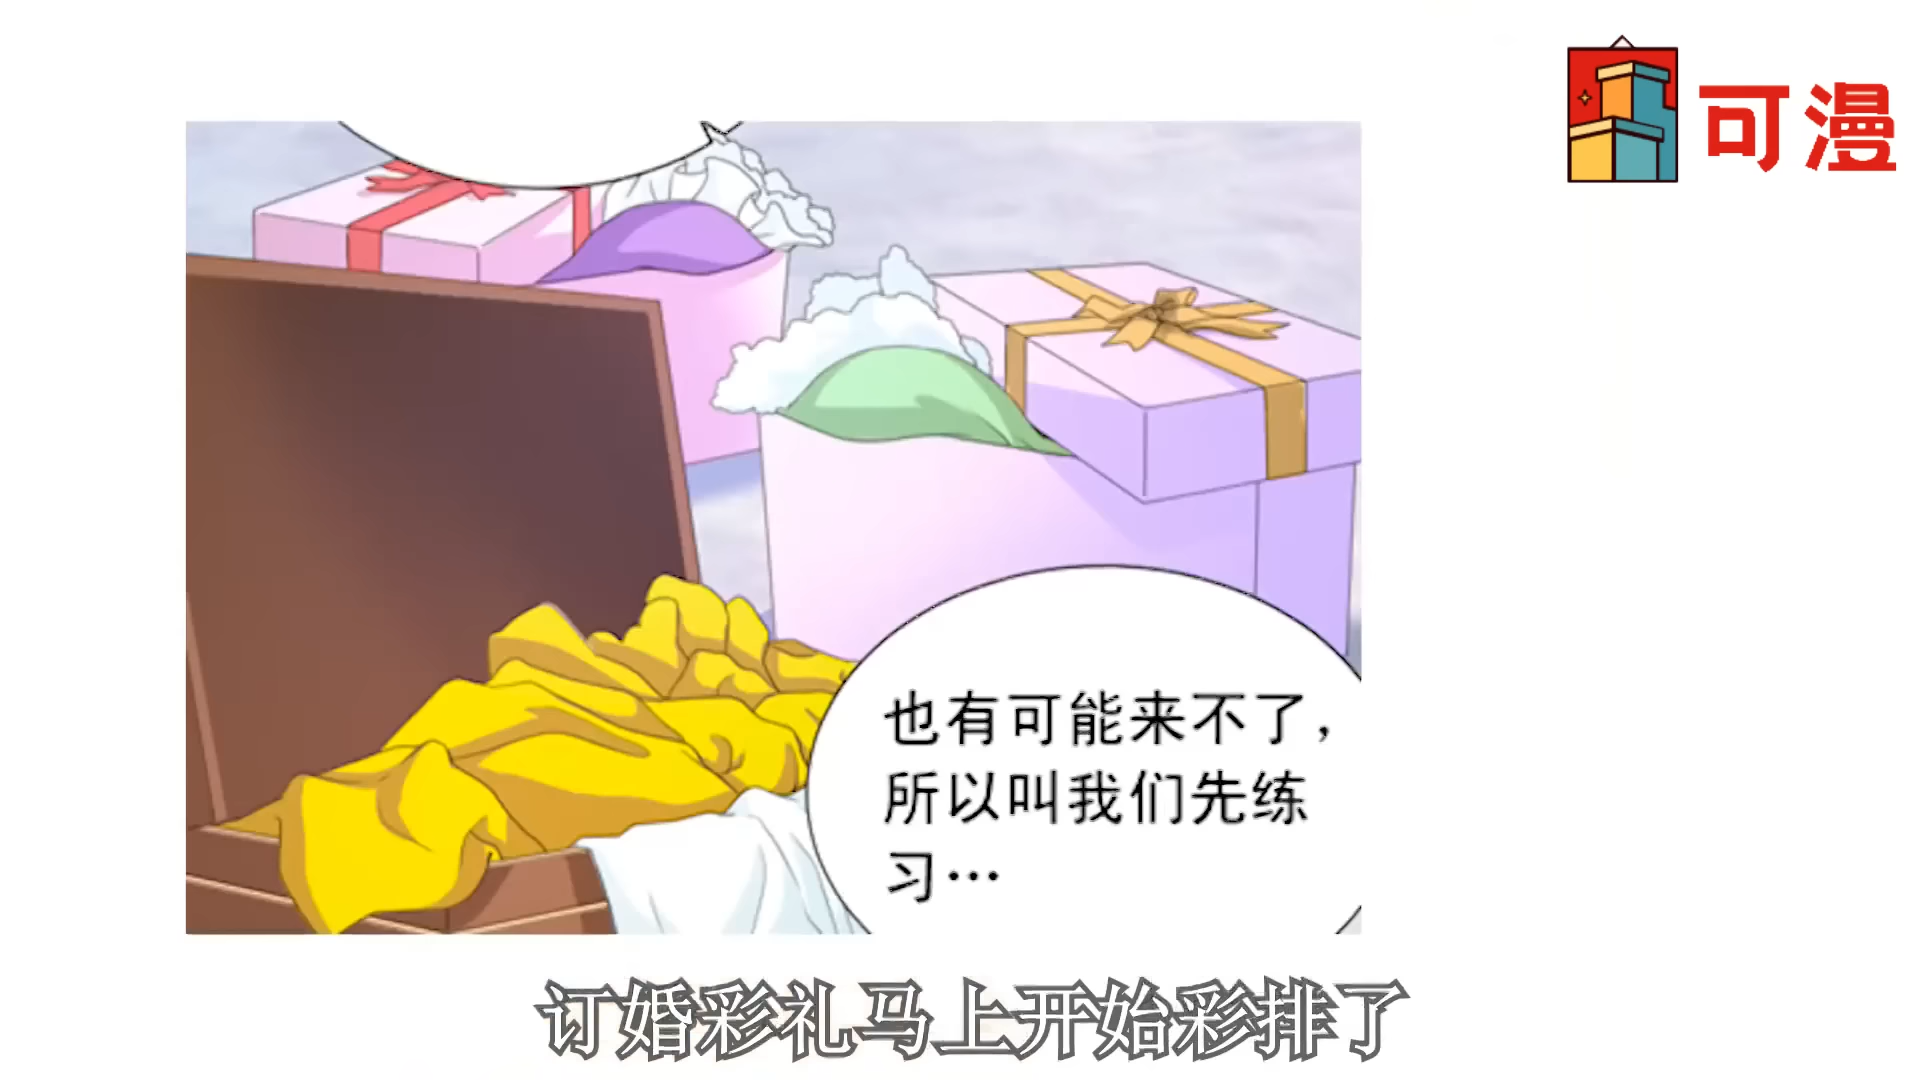 可漫
也有可能来不了，
所以叫我们先练
习…
订婚彩礼马上开始彩排了